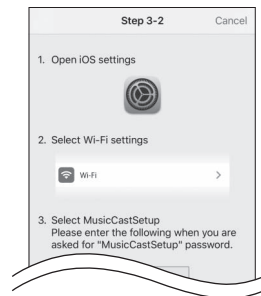 Step 3-2 Cancel
1. Open iOS settings
2. Select Wi-Fi settings
Wi-Fi
3. Select MusicCastSetup
Please enter the following when you are
asked for "MusicCastSetup" password.